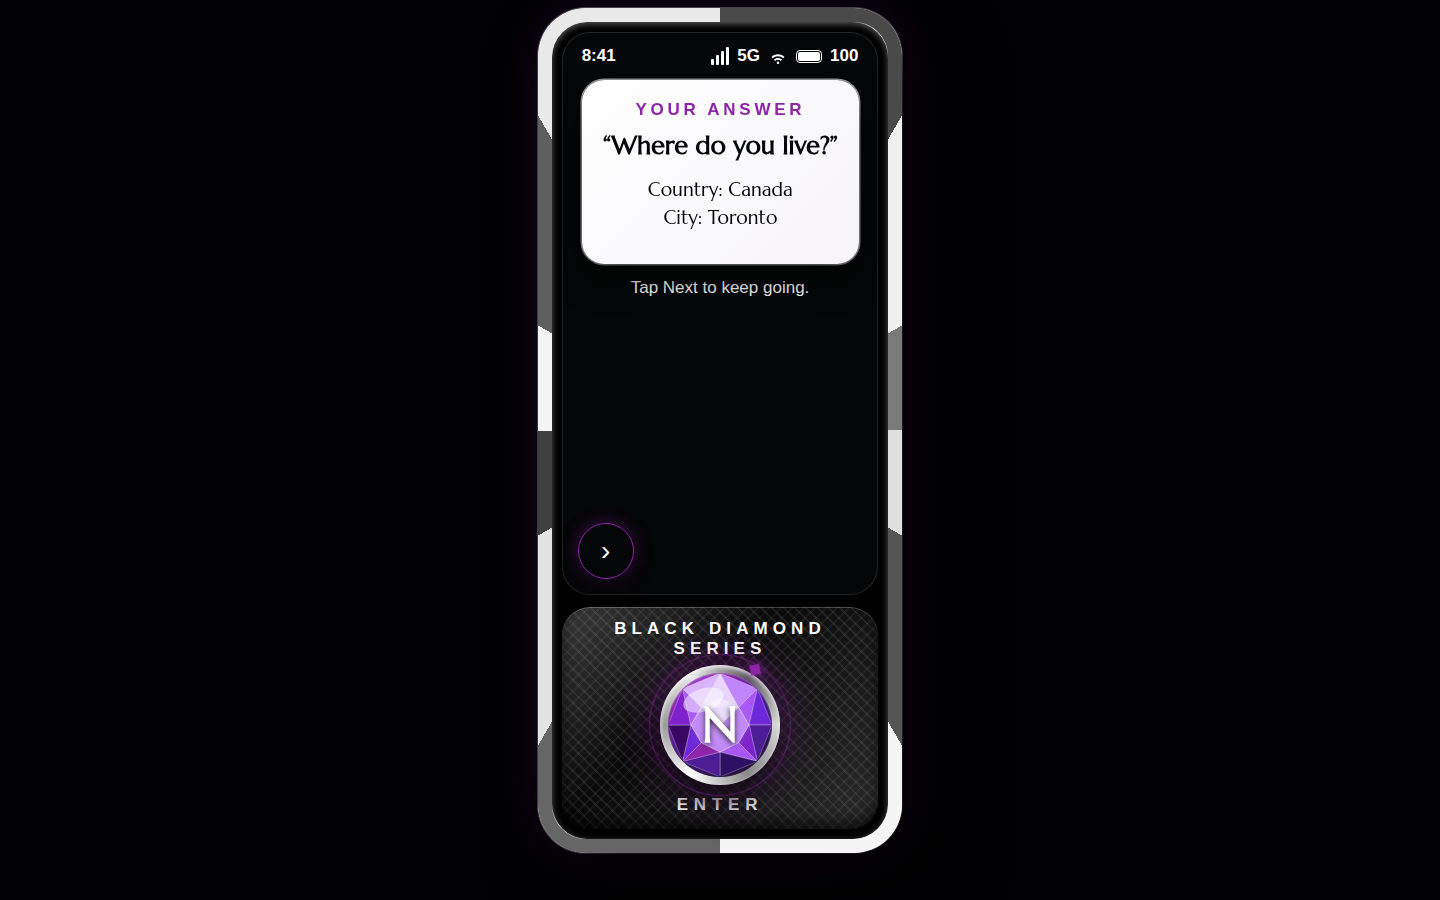 8:41 5G 100
YOUR ANSWER
“Where do you live?”
Country: Canada
City: Toronto
Tap Next to keep going.
›
BLACK DIAMOND
SERIES
N
ENTER